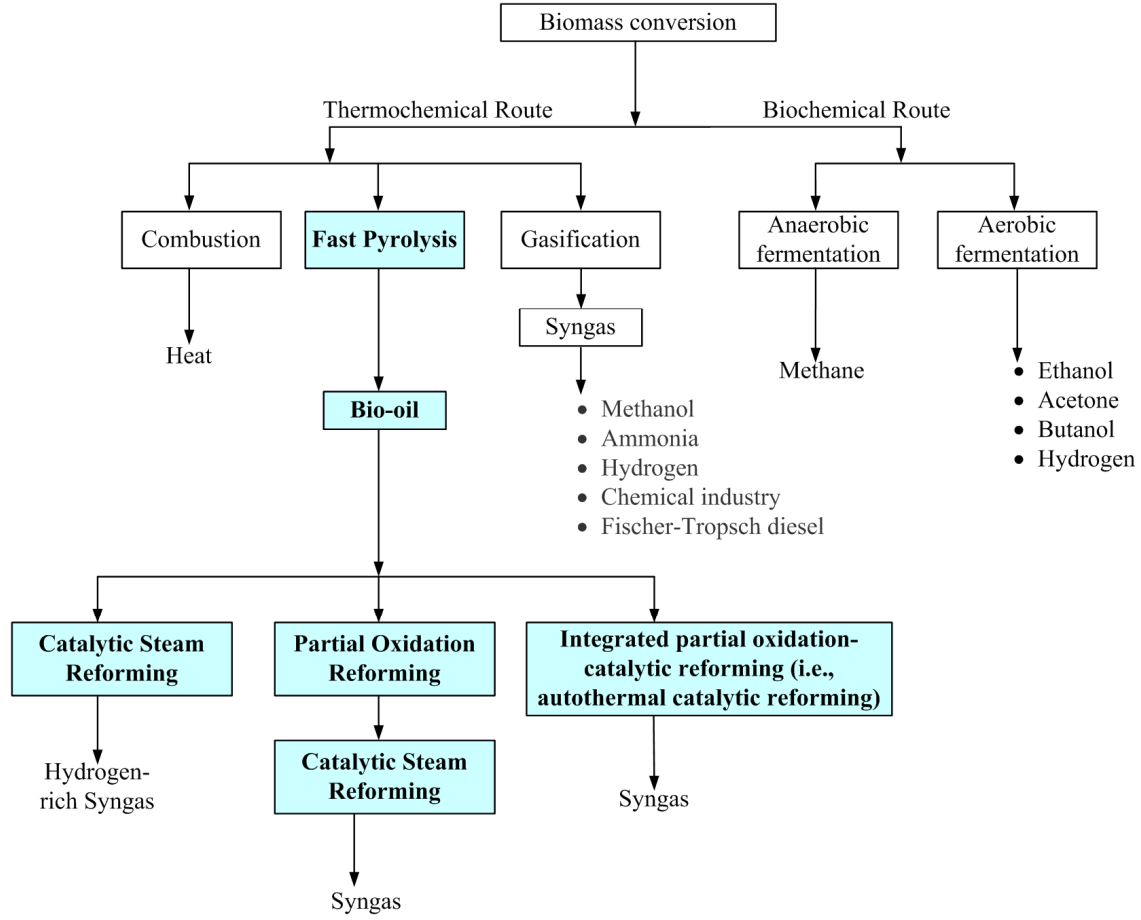 Biomass conversion
Thermochemical Route
Biochemical Route
Combustion
Fast Pyrolysis
Gasification
Anaerobic
fermentation
Aerobic
fermentation
Heat
Syngas
Methane
• Ethanol
• Acetone
• Butanol
• Hydrogen
Bio-oil
• Methanol
• Ammonia
• Hydrogen
• Chemical industry
• Fischer-Tropsch diesel
Catalytic Steam
Reforming
Partial Oxidation
Reforming
Integrated partial oxidation-
catalytic reforming (i.e.,
autothermal catalytic reforming)
Hydrogen-
rich Syngas
Catalytic Steam
Reforming
Syngas
Syngas